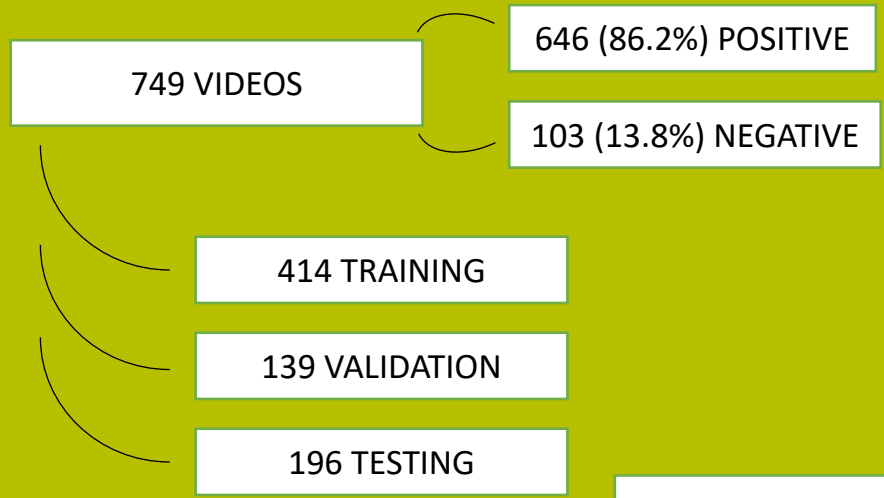 749 VIDEOS
646 (86.2%) POSITIVE
103 (13.8%) NEGATIVE
414 TRAINING
139 VALIDATION
196 TESTING